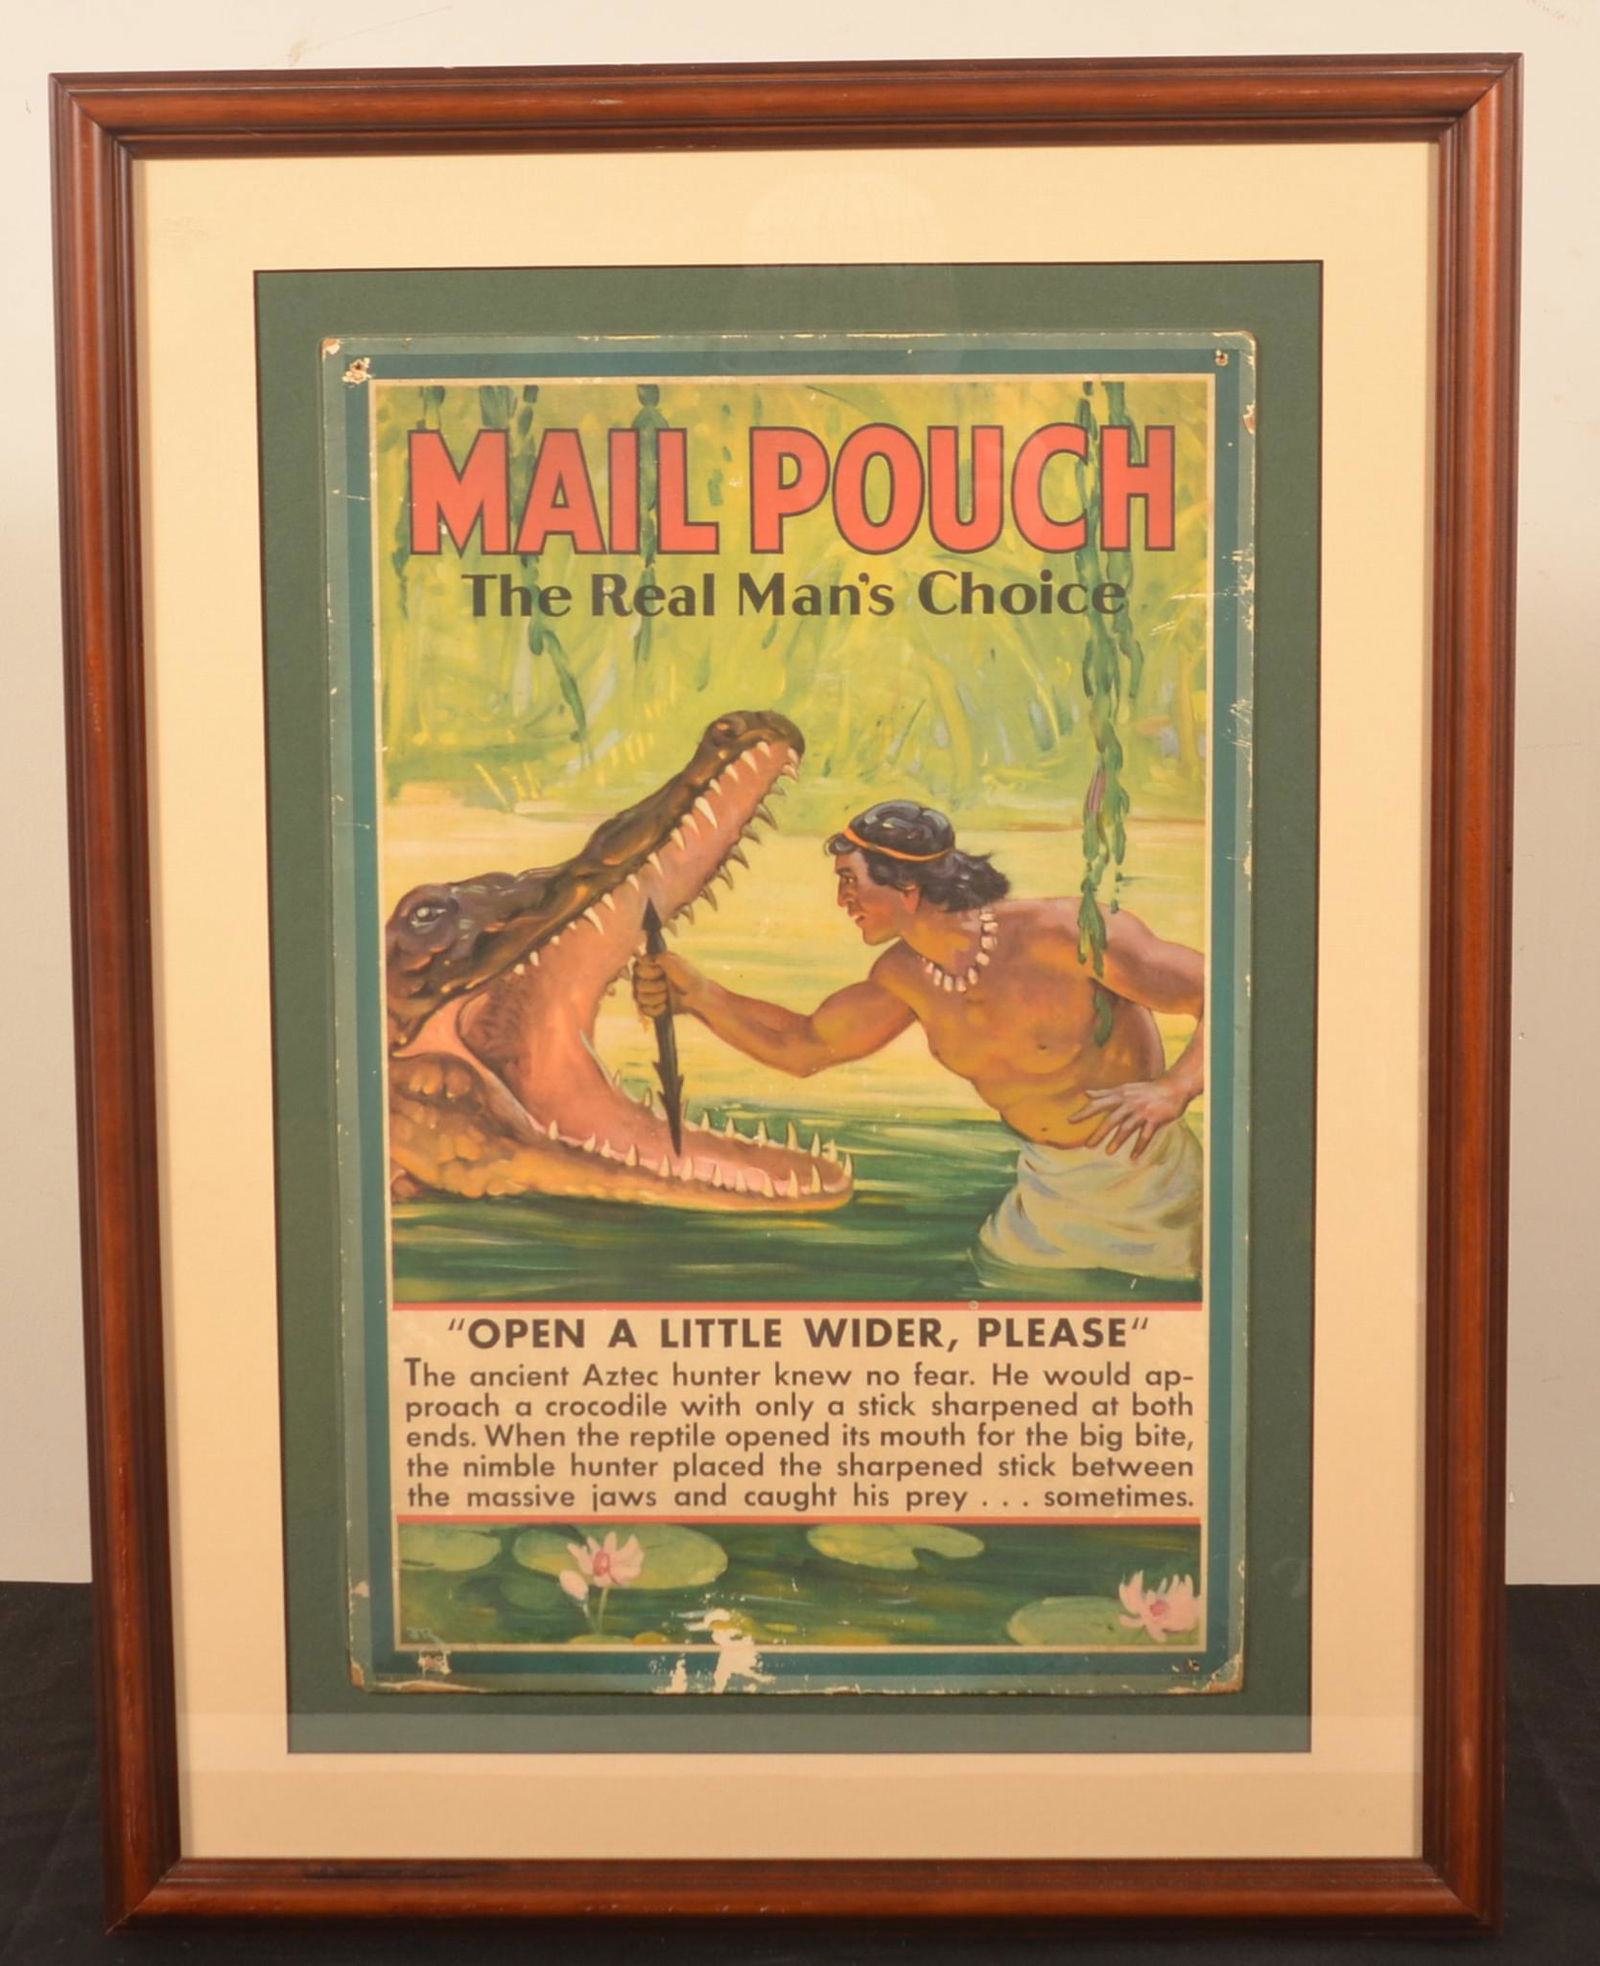 MAIL POUCH
The Real Man's Choice
"OPEN A LITTLE WIDER, PLEASE"
The ancient Aztec hunter knew no fear. He would ap-
proach a crocodile with only a stick sharpened at both
ends. When the reptile opened its mouth for the big bite,
the nimble hunter placed the sharpened stick between
the massive jaws and caught his prey . . . sometimes.